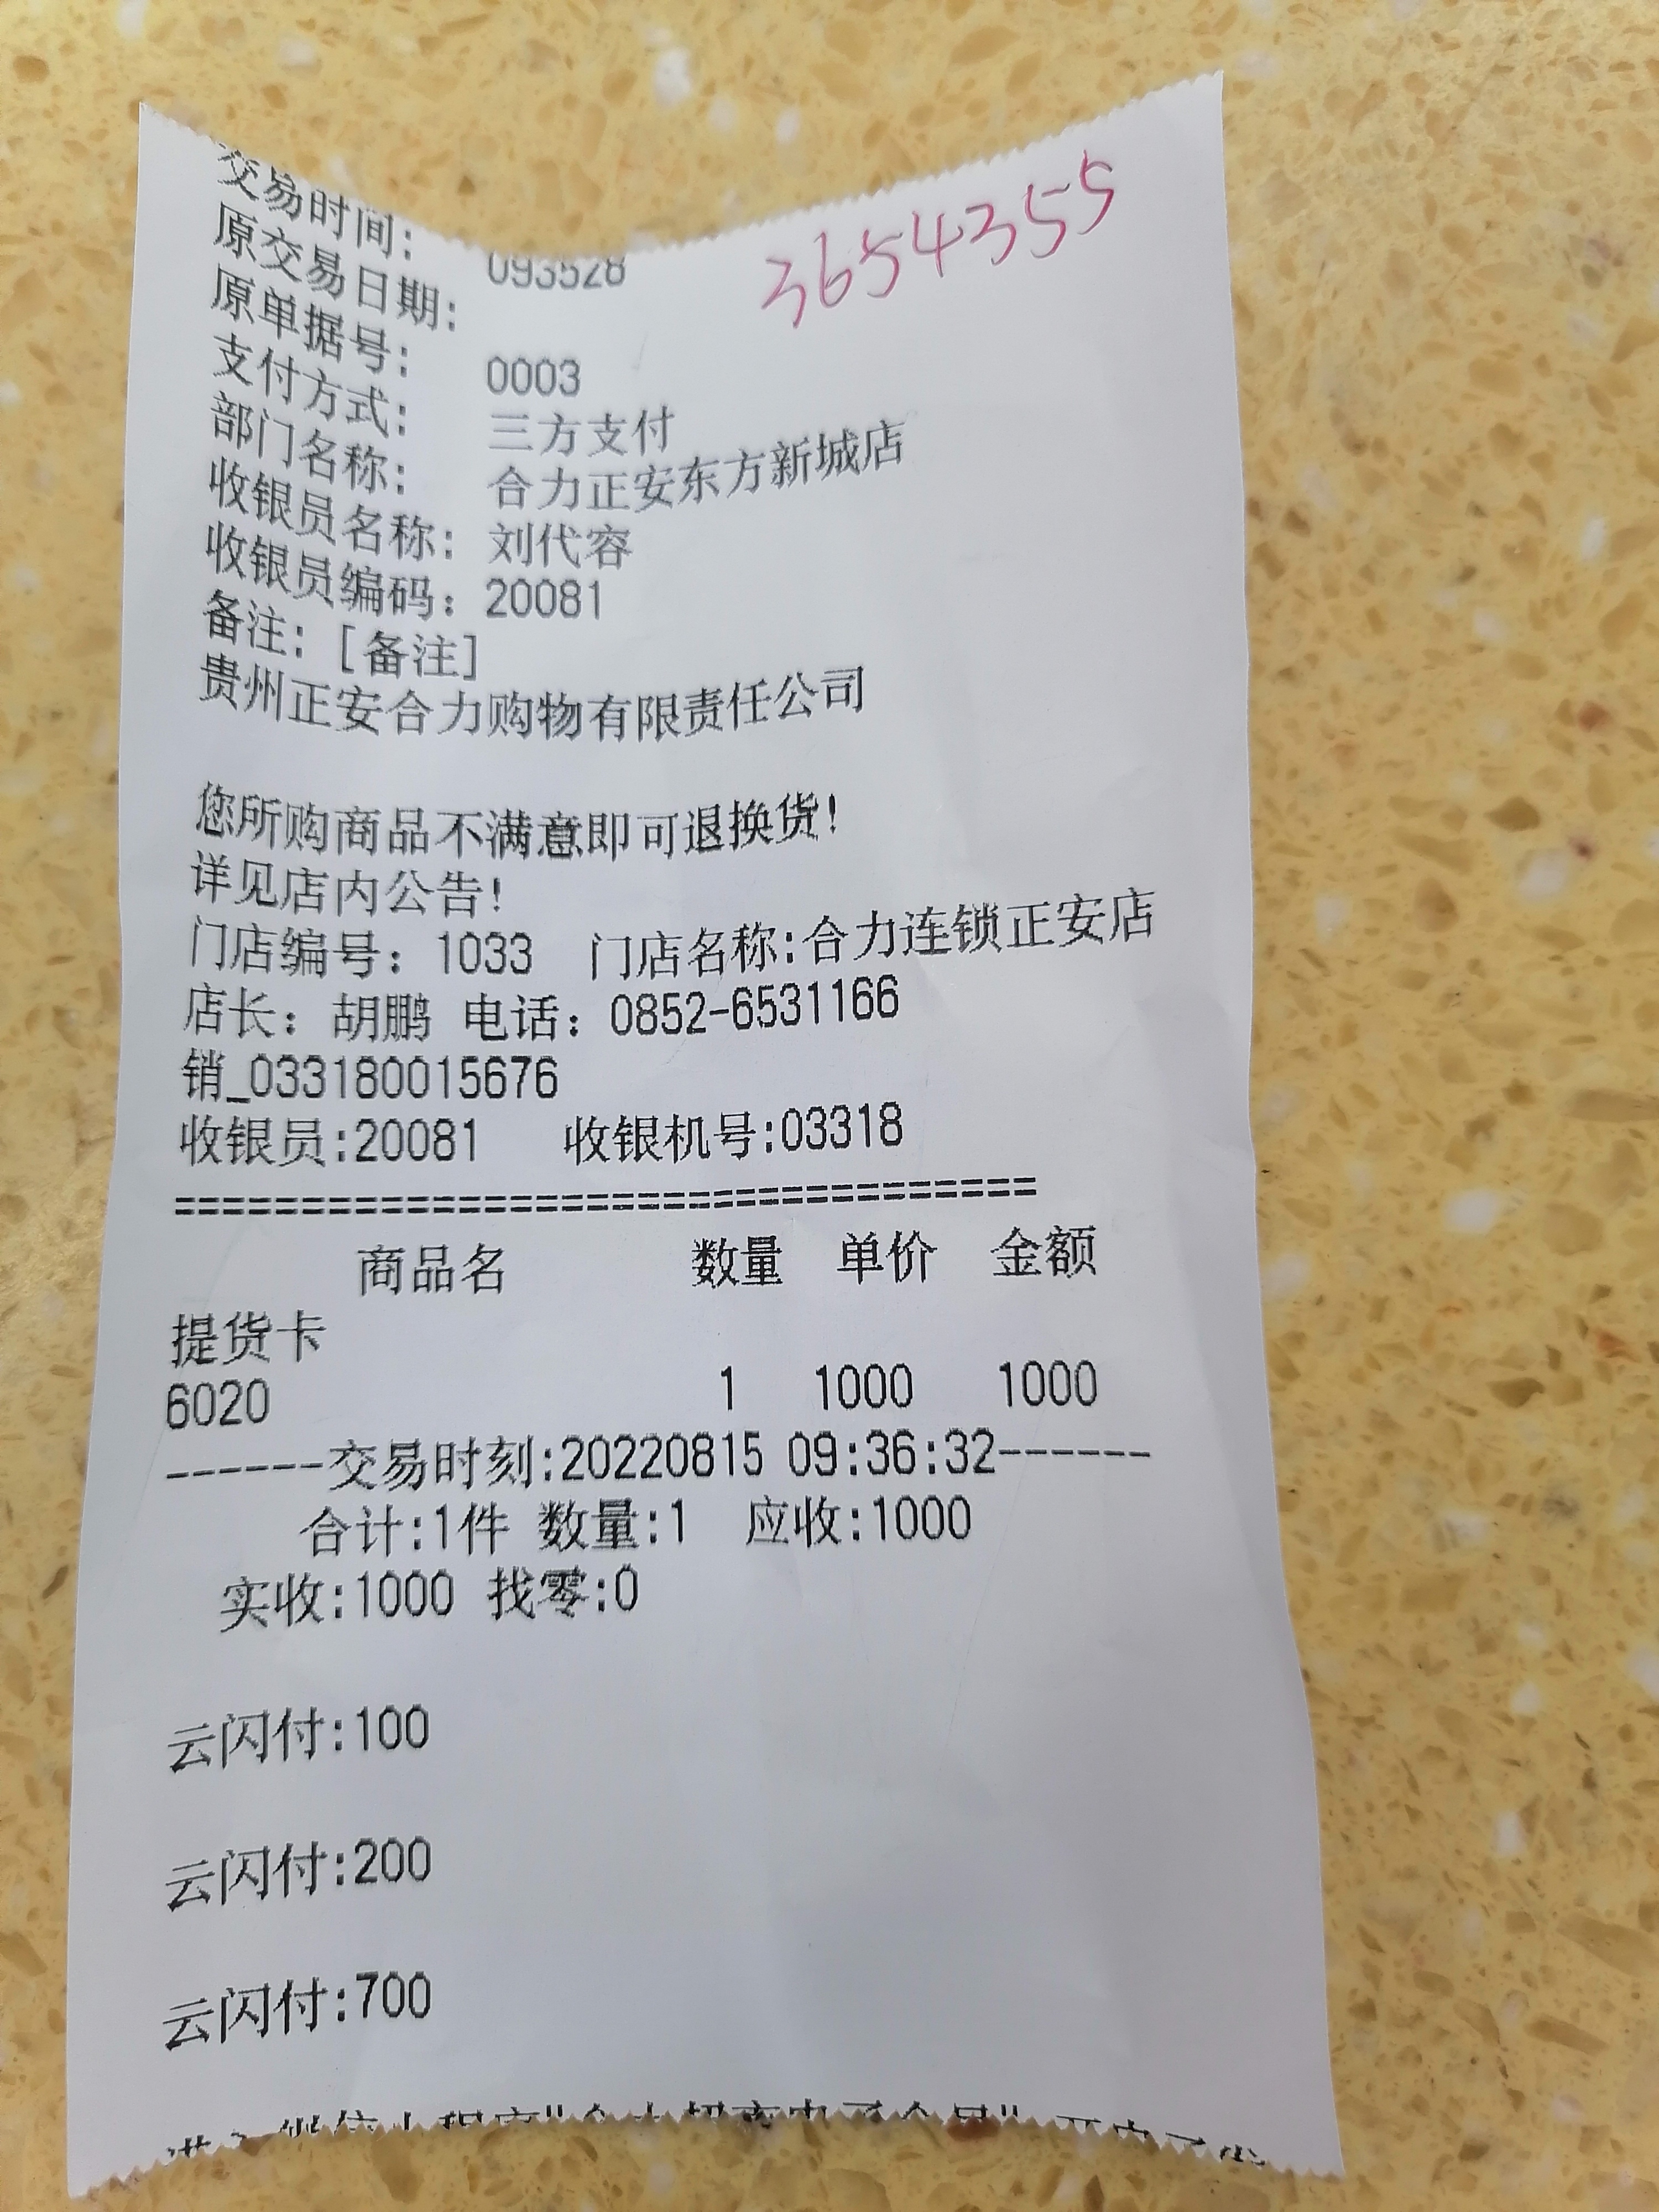 3654355
交易时间: 093528
原交易日期:
原单据号: 0003
支付方式: 三方支付
部门名称: 合力正安东方新城店
收银员名称: 刘代容
收银员编码: 20081
备注: [备注]
贵州正安合力购物有限责任公司
您所购商品不满意即可退换货!
详见店内公告!
门店编号: 1033 门店名称:合力连锁正安店
店长: 胡鹏 电话: 0852-6531166
销_033180015676
收银员:20081 收银机号:03318
===================================
商品名 数量 单价 金额
提货卡
6020 1 1000 1000
------交易时刻:20220815 09:36:32------
合计:1件 数量:1 应收:1000
实收:1000 找零:0
云闪付:100
云闪付:200
云闪付:700